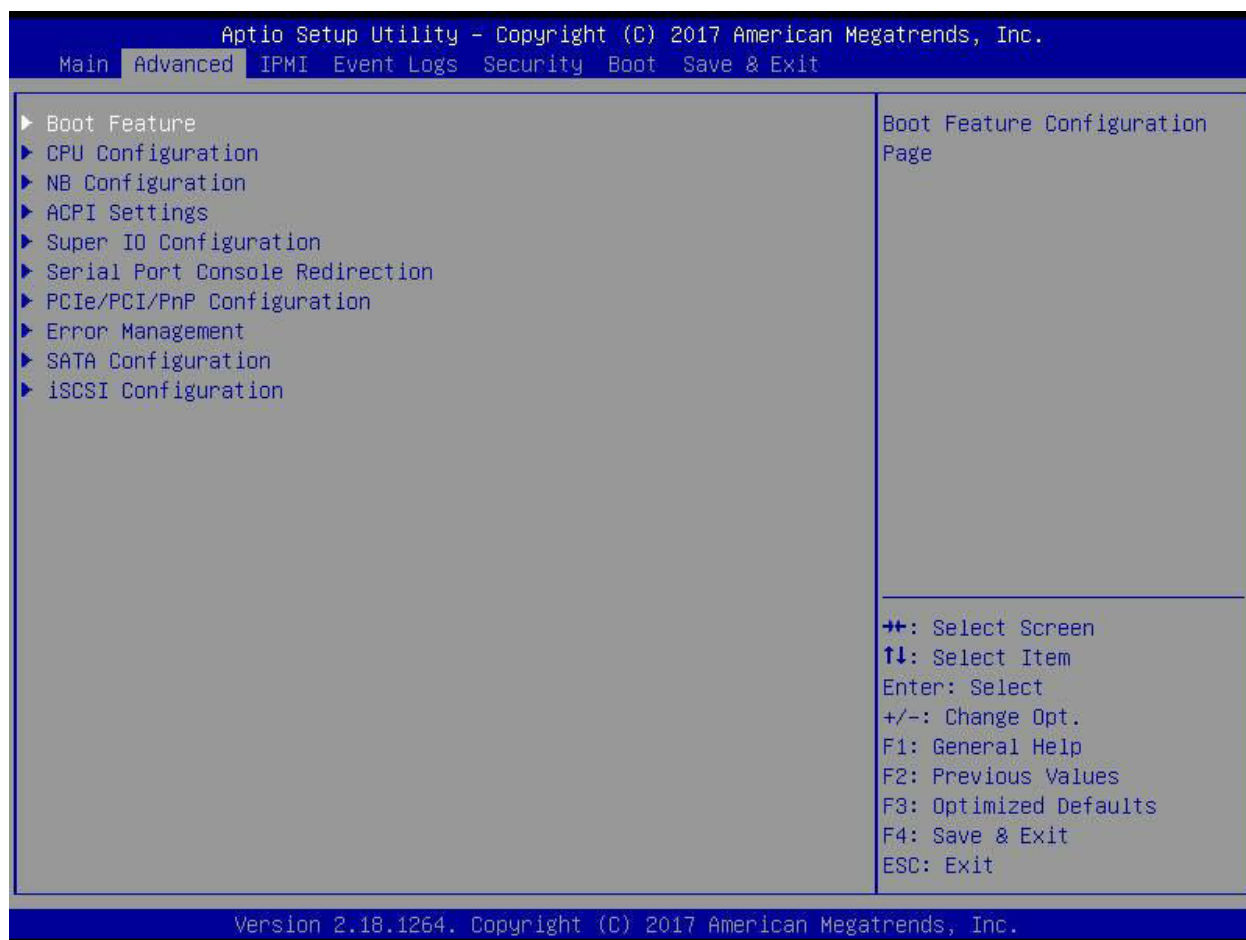 Aptio Setup Utility – Copyright (C) 2017 American Megatrends, Inc.
Main Advanced IPMI Event Logs Security Boot Save & Exit
Boot Feature
CPU Configuration
NB Configuration
ACPI Settings
Super IO Configuration
Serial Port Console Redirection
PCIe/PCI/PnP Configuration
Error Management
SATA Configuration
iSCSI Configuration
Boot Feature Configuration
Page
→←: Select Screen
↑↓: Select Item
Enter: Select
+/-: Change Opt.
F1: General Help
F2: Previous Values
F3: Optimized Defaults
F4: Save & Exit
ESC: Exit
Version 2.18.1264. Copyright (C) 2017 American Megatrends, Inc.